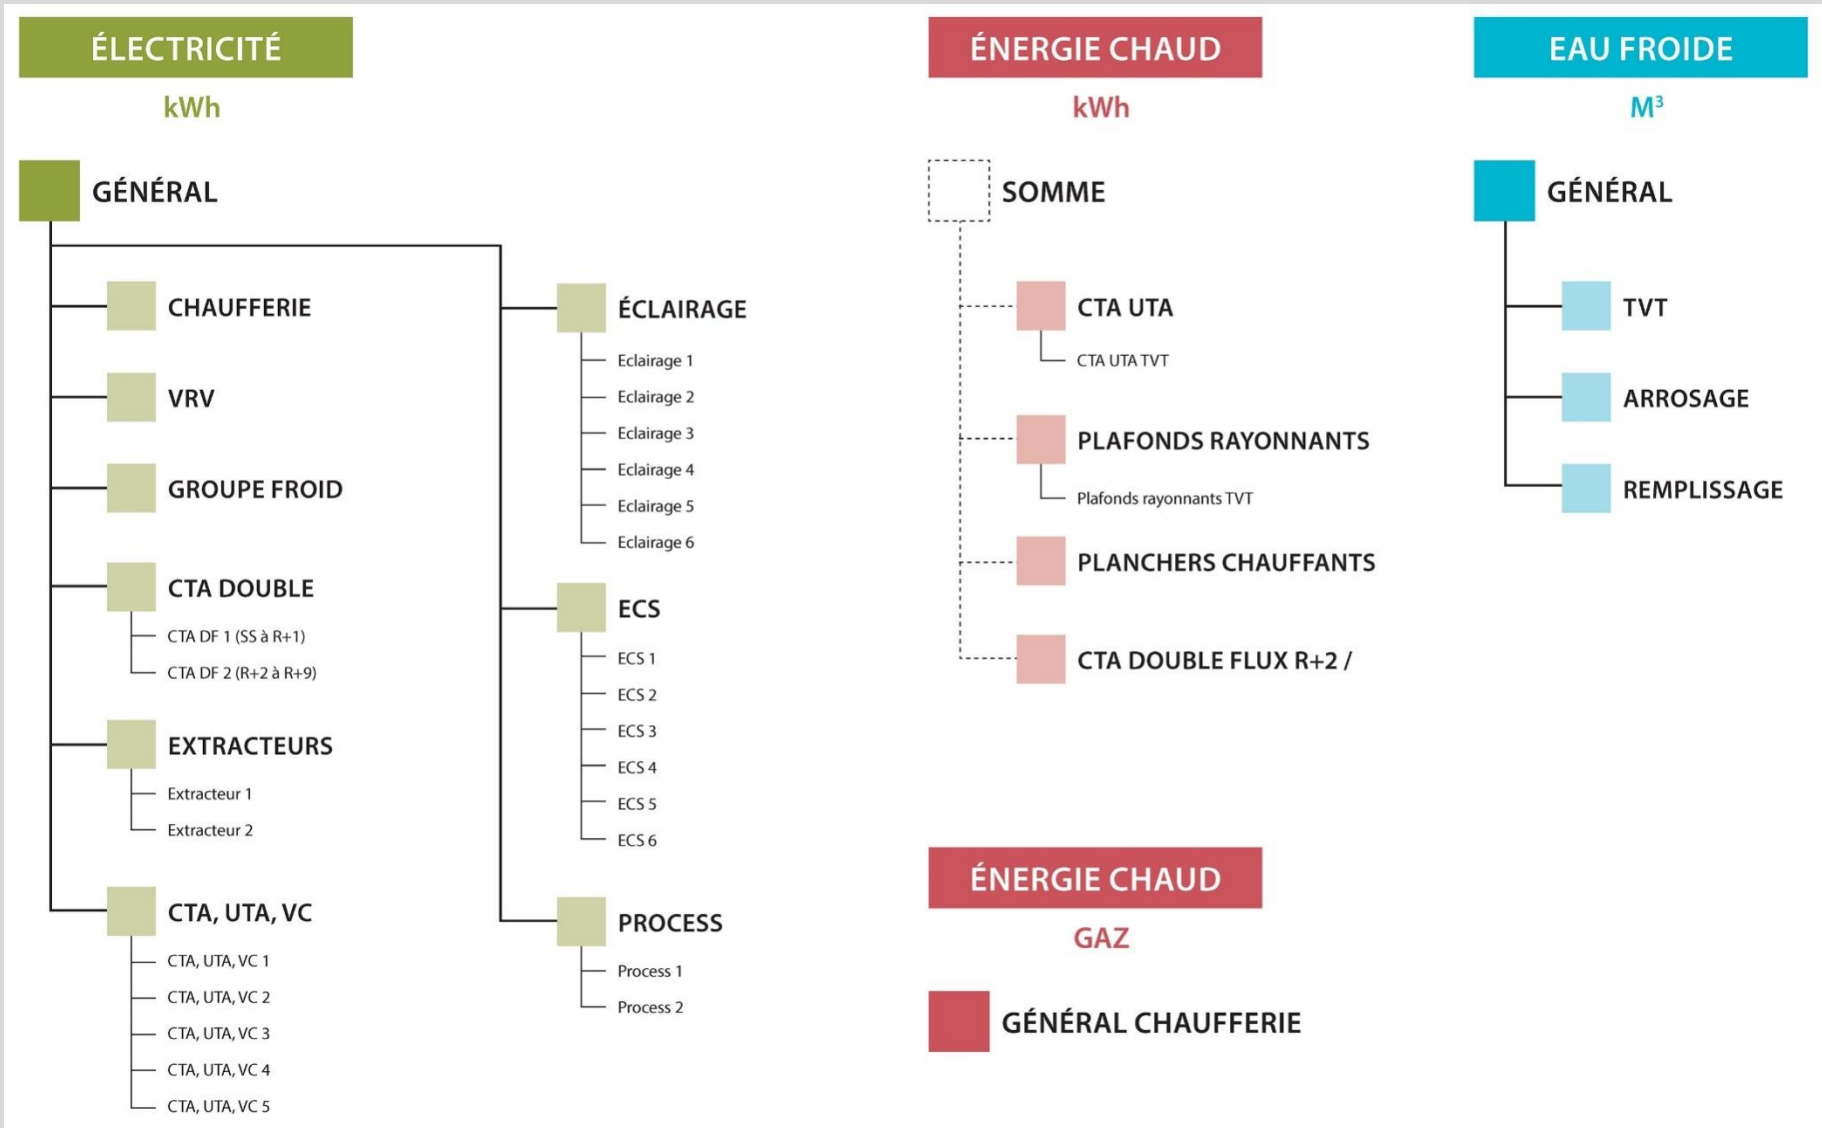 ÉLECTRICITÉ
kWh
GÉNÉRAL
CHAUFFERIE
VRV
GROUPE FROID
CTA DOUBLE
CTA DF 1 (SS à R+1)
CTA DF 2 (R+2 à R+9)
EXTRACTEURS
Extracteur 1
Extracteur 2
CTA, UTA, VC
CTA, UTA, VC 1
CTA, UTA, VC 2
CTA, UTA, VC 3
CTA, UTA, VC 4
CTA, UTA, VC 5
ÉCLAIRAGE
Eclairage 1
Eclairage 2
Eclairage 3
Eclairage 4
Eclairage 5
Eclairage 6
ECS
ECS 1
ECS 2
ECS 3
ECS 4
ECS 5
ECS 6
PROCESS
Process 1
Process 2
ÉNERGIE CHAUD
kWh
SOMME
CTA UTA
CTA UTA TVT
PLAFONDS RAYONNANTS
Plafonds rayonnants TVT
PLANCHERS CHAUFFANTS
CTA DOUBLE FLUX R+2 /
ÉNERGIE CHAUD
GAZ
GÉNÉRAL CHAUFFERIE
EAU FROIDE
M³
GÉNÉRAL
TVT
ARROSAGE
REMPLISSAGE